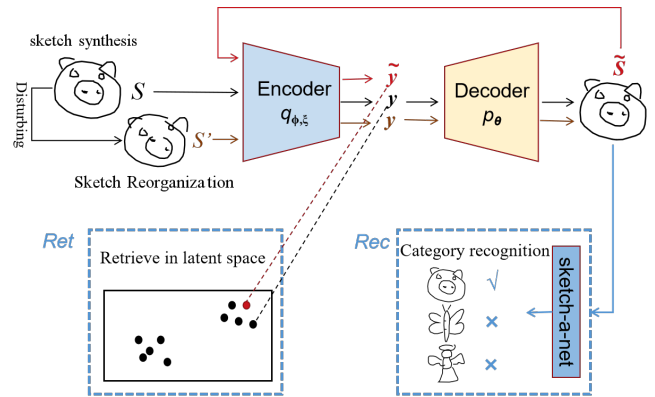 sketch synthesis
S
Disturbing
S’
Sketch Reorganization
Encoder
qϕ,ξ
ỹ
y
y
Decoder
pθ
S̃
Ret
Retrieve in latent space
Rec
Category recognition
√
×
×
sketch-a-net